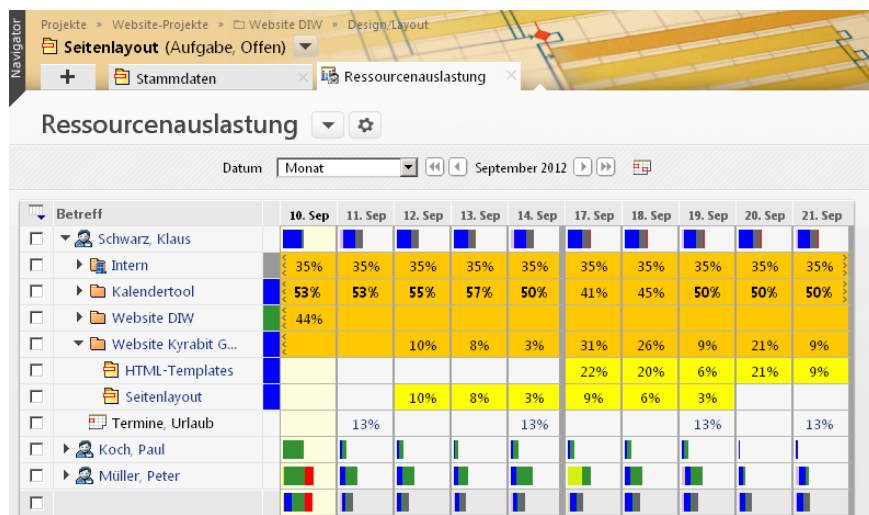 Navigator
Projekte » Website-Projekte » Website DIW » Design/Layout
Seitenlayout (Aufgabe, Offen)
+ Stammdaten × Ressourcenauslastung ×
Ressourcenauslastung
Datum Monat September 2012
Betreff 10. Sep 11. Sep 12. Sep 13. Sep 14. Sep 17. Sep 18. Sep 19. Sep 20. Sep 21. Sep
Schwarz, Klaus
Intern 35% 35% 35% 35% 35% 35% 35% 35% 35% 35%
Kalendertool 53% 53% 55% 57% 50% 41% 45% 50% 50% 50%
Website DIW 44%
Website Kyrabit G... 10% 8% 3% 31% 26% 9% 21% 9%
HTML-Templates 22% 20% 6% 21% 9%
Seitenlayout 10% 8% 3% 9% 6% 3%
Termine, Urlaub 13% 13% 13% 13%
Koch, Paul
Müller, Peter